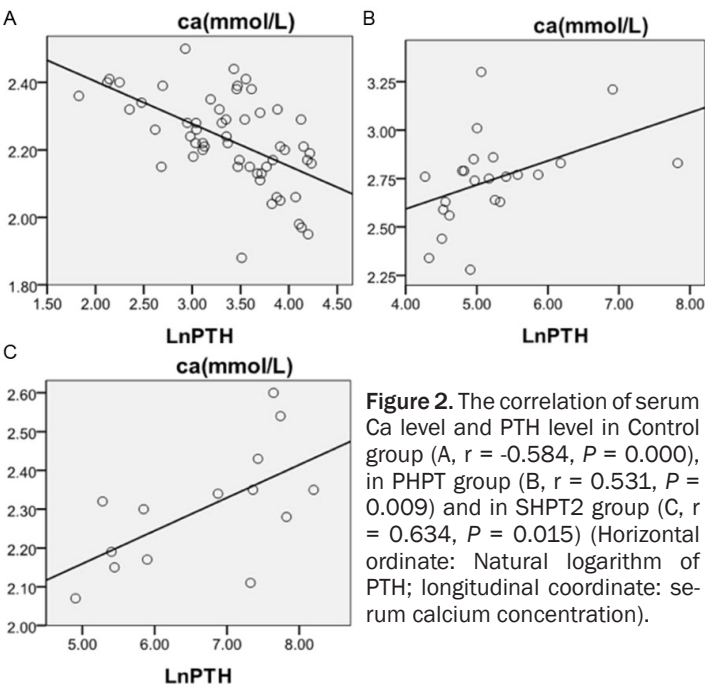 A
ca(mmol/L)
2.40
2.20
2.00
1.80
1.50 2.00 2.50 3.00 3.50 4.00 4.50
LnPTH
B
ca(mmol/L)
3.25
3.00
2.75
2.50
2.25
4.00 5.00 6.00 7.00 8.00
LnPTH
C
ca(mmol/L)
2.60
2.50
2.40
2.30
2.20
2.10
2.00
5.00 6.00 7.00 8.00
LnPTH
Figure 2. The correlation of serum
Ca level and PTH level in Control
group (A, r = -0.584, P = 0.000),
in PHPT group (B, r = 0.531, P =
0.009) and in SHPT2 group (C, r
= 0.634, P = 0.015) (Horizontal
ordinate: Natural logarithm of
PTH; longitudinal coordinate: se-
rum calcium concentration).